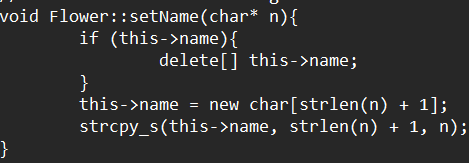 void Flower::setName(char* n){
if (this->name){
delete[] this->name;
}
this->name = new char[strlen(n) + 1];
strcpy_s(this->name, strlen(n) + 1, n);
}